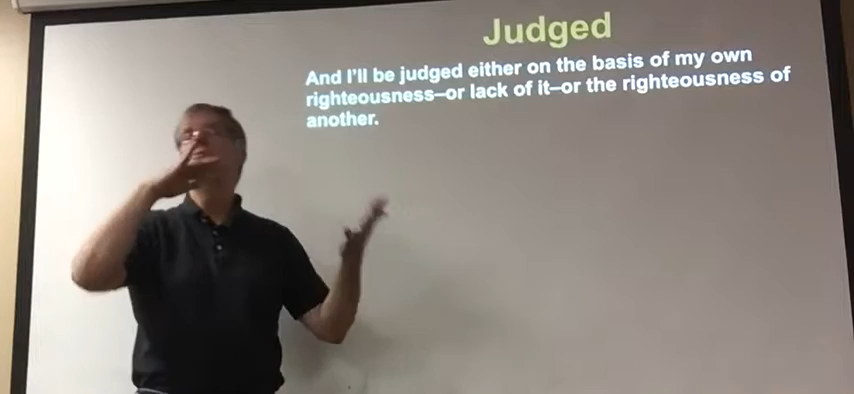 Judged
And I'll be judged either on the basis of my own
righteousness–or lack of it–or the righteousness of
another.